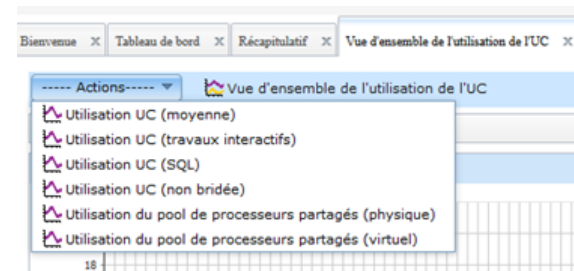 Bienvenue X Tableau de bord X Récapitulatif X Vue d'ensemble de l'utilisation de l'UC X
----- Actions----- ▼ Vue d'ensemble de l'utilisation de l'UC
Utilisation UC (moyenne)
Utilisation UC (travaux interactifs)
Utilisation UC (SQL)
Utilisation UC (non bridée)
Utilisation du pool de processeurs partagés (physique)
Utilisation du pool de processeurs partagés (virtuel)
18